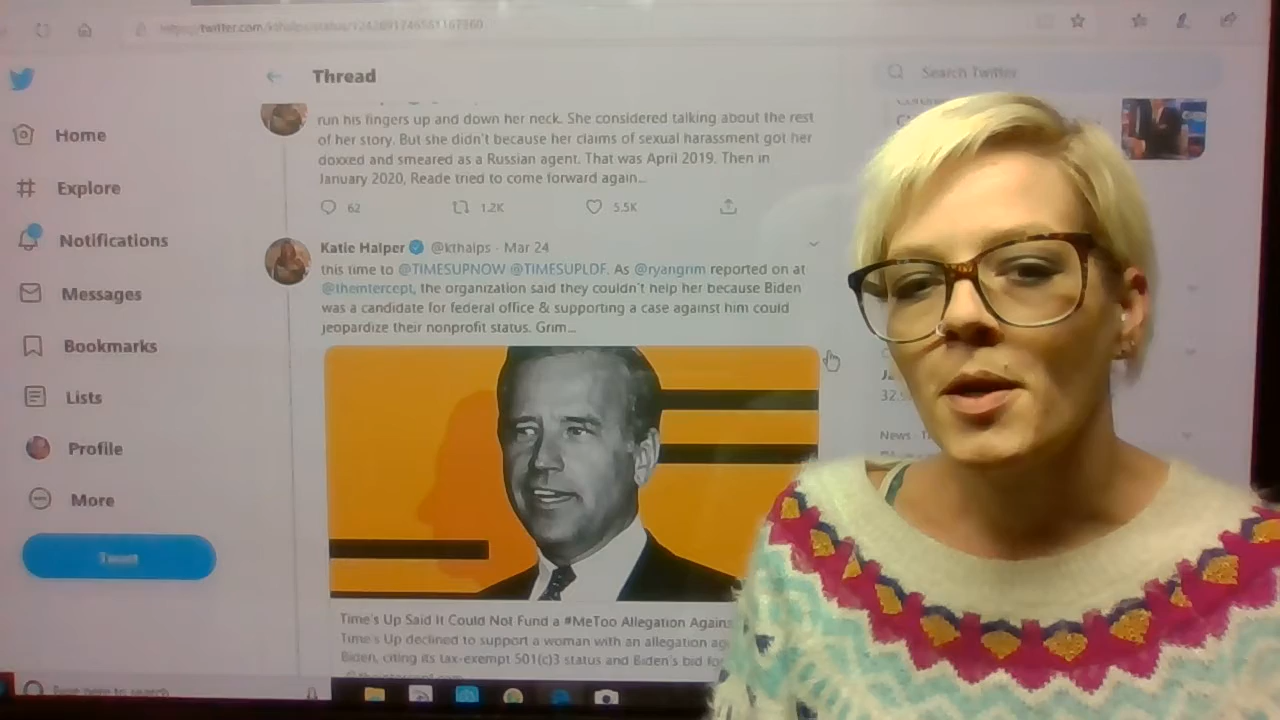 Thread
Search Twitter
Home
Explore
Notifications
Messages
Bookmarks
Lists
Profile
More
Tweet
run his fingers up and down her neck. She considered talking about the rest
of her story. But she didn't because her claims of sexual harassment got her
doxxed and smeared as a Russian agent. That was April 2019. Then in
January 2020, Reade tried to come forward again...
62 1.2K 5.5K
Katie Halper @kthalps · Mar 24
this time to @TIMESUPNOW @TIMESUPLDF. As @ryangrim reported on at
@theintercept, the organization said they couldn't help her because Biden
was a candidate for federal office & supporting a case against him could
jeopardize their nonprofit status. Grim...
Time's Up Said It Could Not Fund a #MeToo Allegation Agains
Time's Up declined to support a woman with an allegation ag
Biden, citing its tax-exempt 501(c)3 status and Biden's bid fo
News
Type here to search